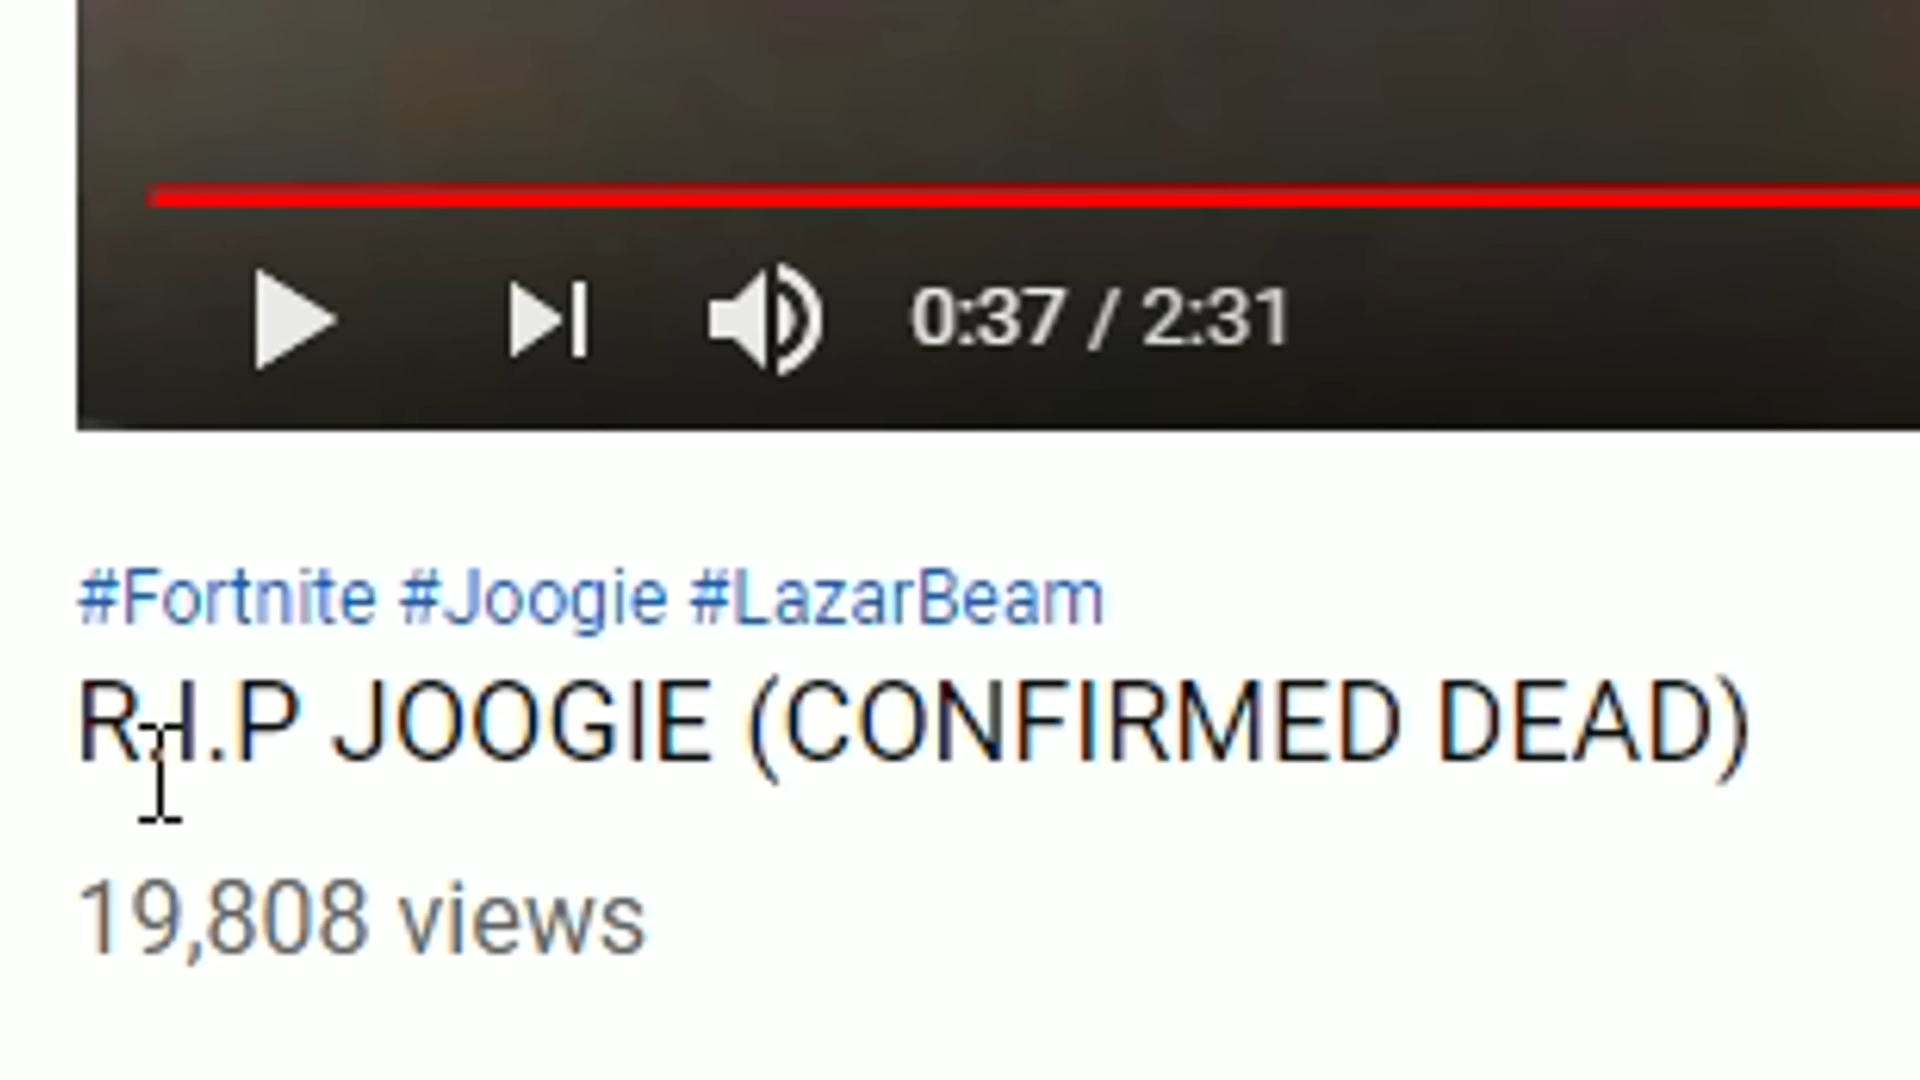 0:37 / 2:31
#Fortnite #Joogie #LazarBeam
R.I.P JOOGIE (CONFIRMED DEAD)
19,808 views